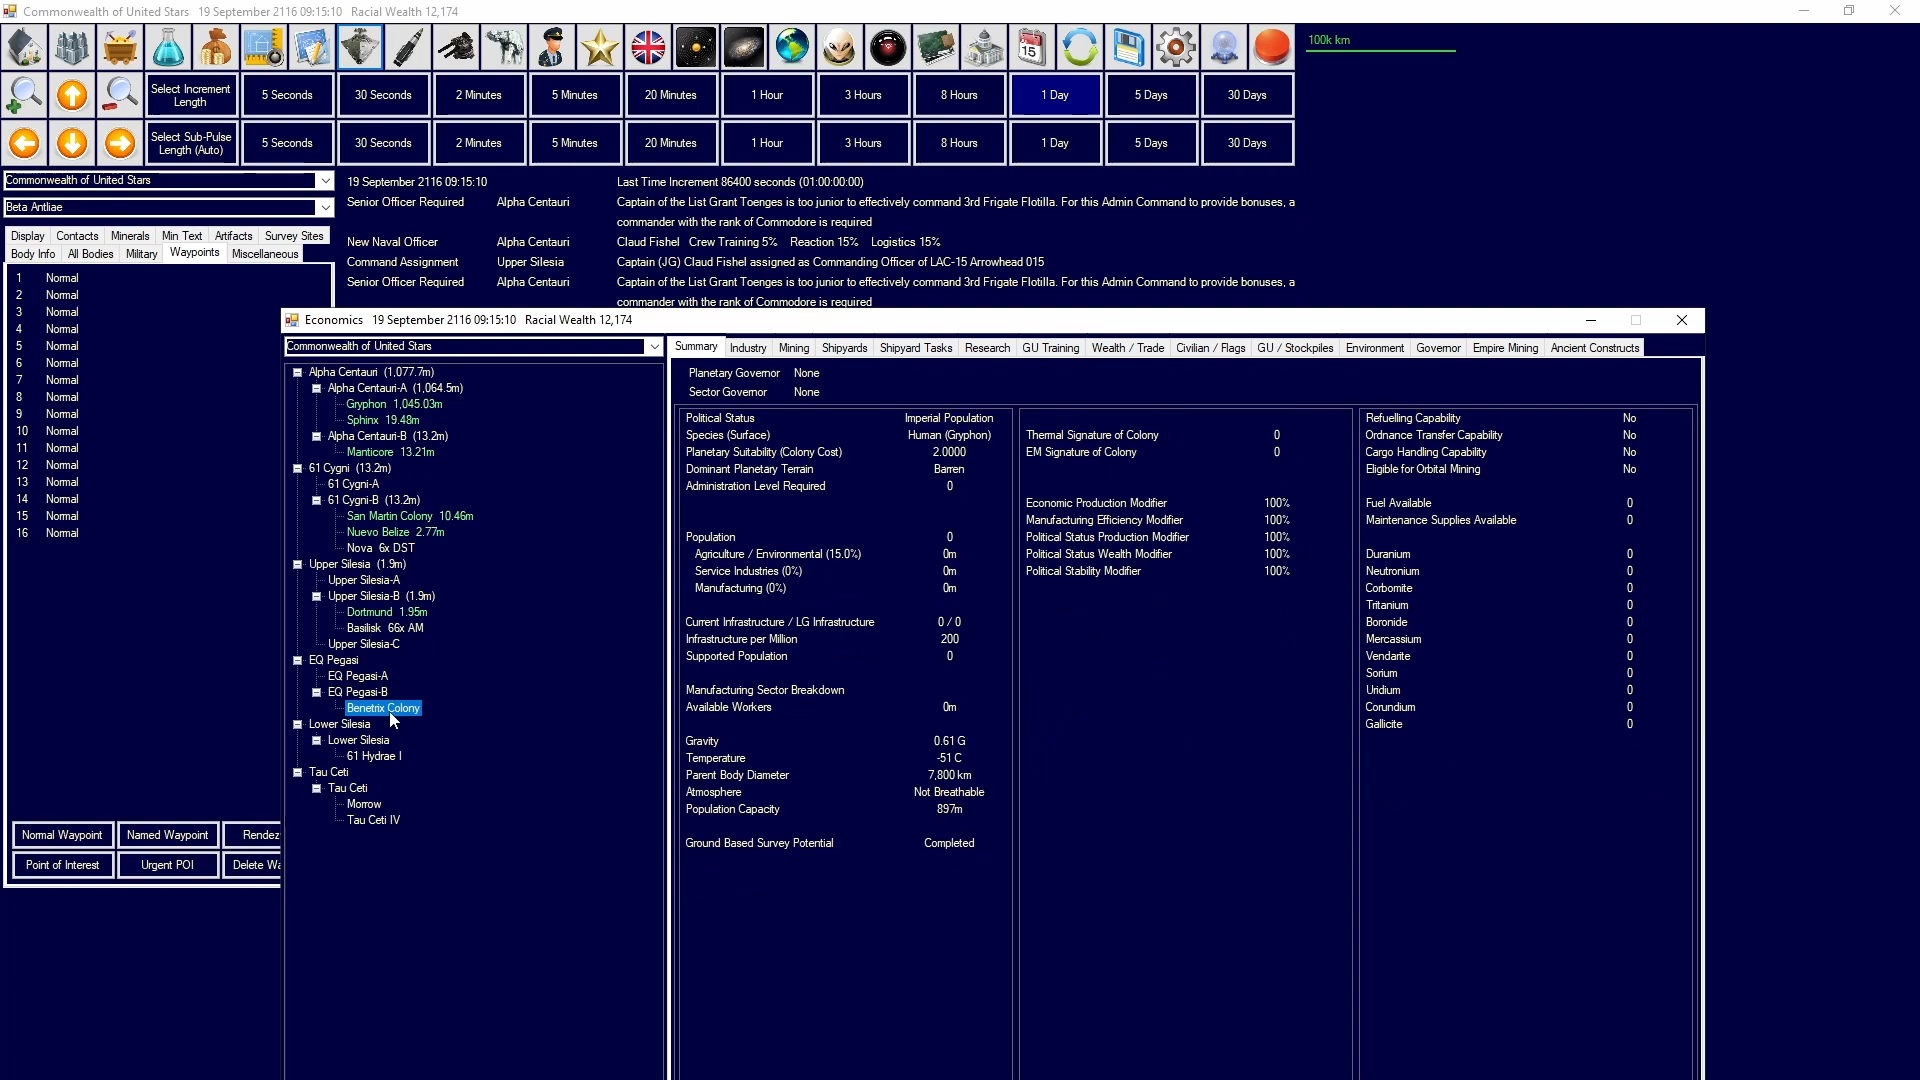 Commonwealth of United Stars   19 September 2116 09:15:10   Racial Wealth 12,174
15
100k km
Select Increment Length
5 Seconds
30 Seconds
2 Minutes
5 Minutes
20 Minutes
1 Hour
3 Hours
8 Hours
1 Day
5 Days
30 Days
Select Sub-Pulse Length (Auto)
5 Seconds
30 Seconds
2 Minutes
5 Minutes
20 Minutes
1 Hour
3 Hours
8 Hours
1 Day
5 Days
30 Days
Commonwealth of United Stars
Beta Antliae
Display Contacts Minerals Min Text Artifacts Survey Sites
Body Info All Bodies Military Waypoints Miscellaneous
1 Normal
2 Normal
3 Normal
4 Normal
5 Normal
6 Normal
7 Normal
8 Normal
9 Normal
10 Normal
11 Normal
12 Normal
13 Normal
14 Normal
15 Normal
16 Normal
Normal Waypoint Named Waypoint Rendez
Point of Interest Urgent POI Delete Wa
19 September 2116 09:15:10 Last Time Increment 86400 seconds (01:00:00:00)
Senior Officer Required Alpha Centauri Captain of the List Grant Toenges is too junior to effectively command 3rd Frigate Flotilla. For this Admin Command to provide bonuses, a
commander with the rank of Commodore is required
New Naval Officer Alpha Centauri Claud Fishel Crew Training 5% Reaction 15% Logistics 15%
Command Assignment Upper Silesia Captain (JG) Claud Fishel assigned as Commanding Officer of LAC-15 Arrowhead 015
Senior Officer Required Alpha Centauri Captain of the List Grant Toenges is too junior to effectively command 3rd Frigate Flotilla. For this Admin Command to provide bonuses, a
commander with the rank of Commodore is required
Economics 19 September 2116 09:15:10 Racial Wealth 12,174
Commonwealth of United Stars
Alpha Centauri (1,077.7m)
Alpha Centauri-A (1,064.5m)
Gryphon 1,045.03m
Sphinx 19.48m
Alpha Centauri-B (13.2m)
Manticore 13.21m
61 Cygni (13.2m)
61 Cygni-A
61 Cygni-B (13.2m)
San Martin Colony 10.46m
Nuevo Belize 2.77m
Nova 6x DST
Upper Silesia (1.9m)
Upper Silesia-A
Upper Silesia-B (1.9m)
Dortmund 1.95m
Basilisk 66x AM
Upper Silesia-C
EQ Pegasi
EQ Pegasi-A
EQ Pegasi-B
Benetrix Colony
Lower Silesia
Lower Silesia
61 Hydrae I
Tau Ceti
Tau Ceti
Morrow
Tau Ceti IV
Summary Industry Mining Shipyards Shipyard Tasks Research GU Training Wealth / Trade Civilian / Flags GU / Stockpiles Environment Governor Empire Mining Ancient Constructs
Planetary Governor None
Sector Governor None
Political Status Imperial Population
Species (Surface) Human (Gryphon)
Planetary Suitability (Colony Cost) 2.0000
Dominant Planetary Terrain Barren
Administration Level Required 0
Population 0
Agriculture / Environmental (15.0%) 0m
Service Industries (0%) 0m
Manufacturing (0%) 0m
Current Infrastructure / LG Infrastructure 0 / 0
Infrastructure per Million 200
Supported Population 0
Manufacturing Sector Breakdown
Available Workers 0m
Gravity 0.61 G
Temperature -51 C
Parent Body Diameter 7,800 km
Atmosphere Not Breathable
Population Capacity 897m
Ground Based Survey Potential Completed
Thermal Signature of Colony 0
EM Signature of Colony 0
Economic Production Modifier 100%
Manufacturing Efficiency Modifier 100%
Political Status Production Modifier 100%
Political Status Wealth Modifier 100%
Political Stability Modifier 100%
Refuelling Capability No
Ordnance Transfer Capability No
Cargo Handling Capability No
Eligible for Orbital Mining No
Fuel Available 0
Maintenance Supplies Available 0
Duranium 0
Neutronium 0
Corbomite 0
Tritanium 0
Boronide 0
Mercassium 0
Vendarite 0
Sorium 0
Uridium 0
Corundium 0
Gallicite 0